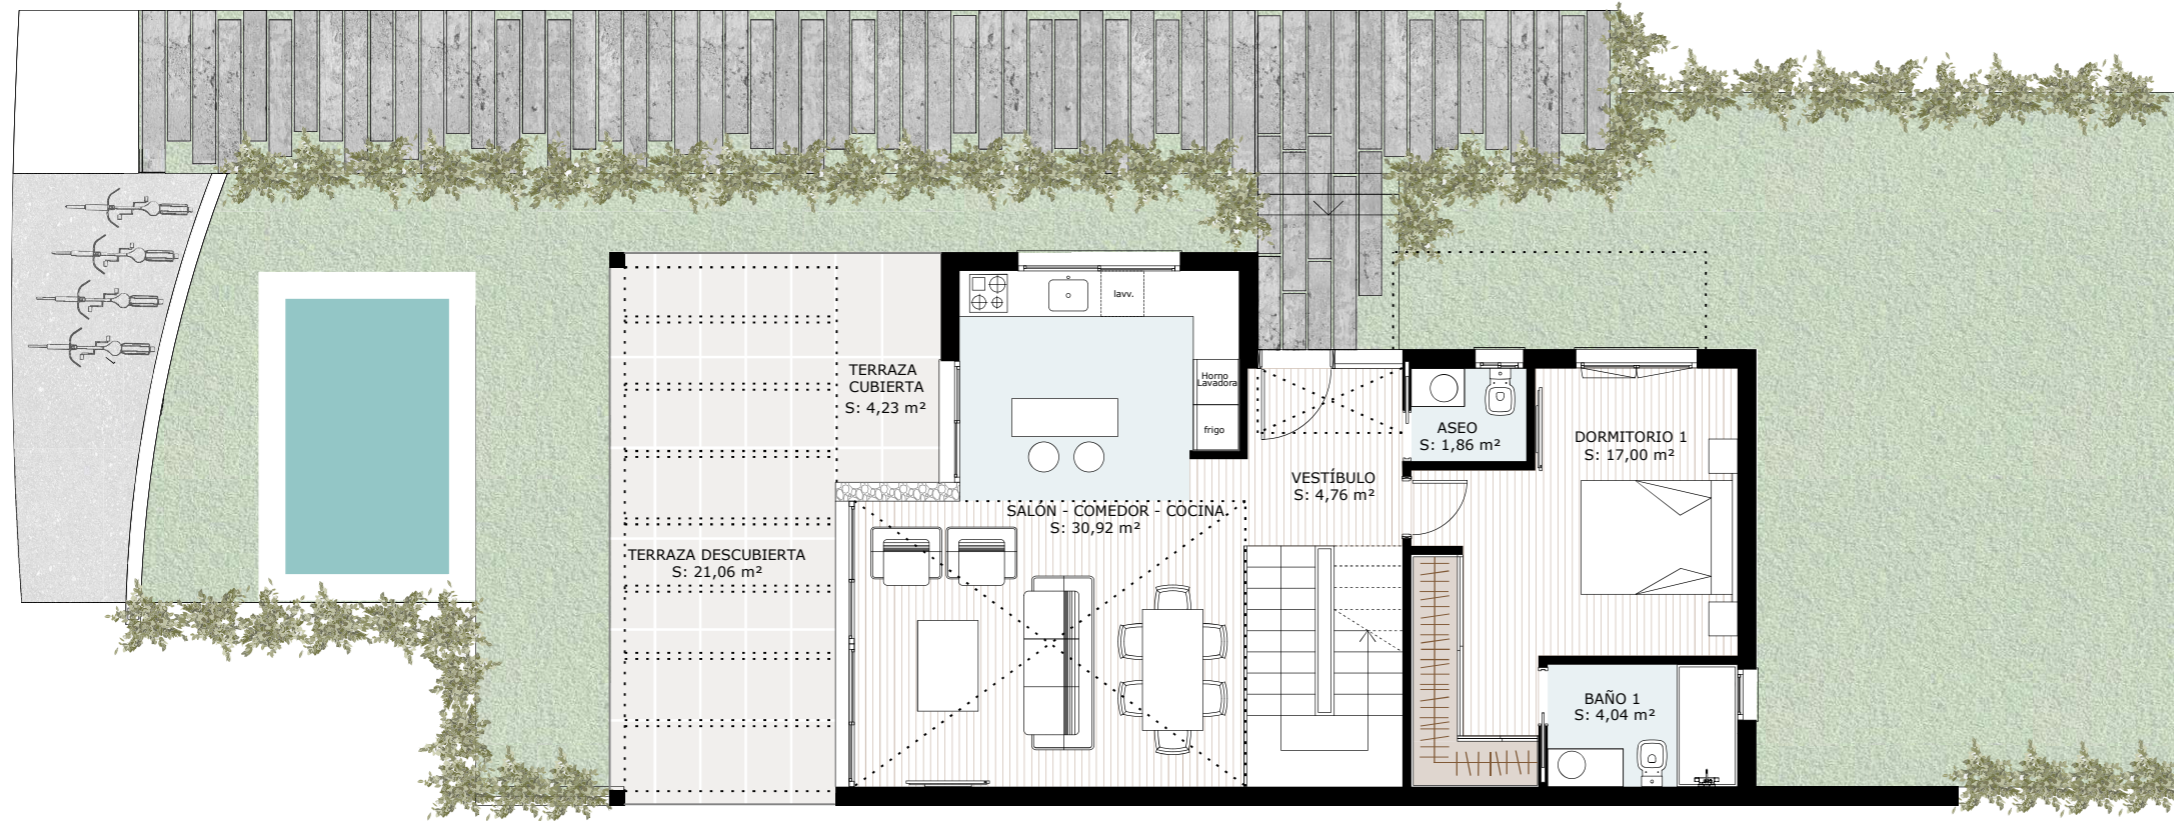 lavv.
TERRAZA
CUBIERTA
S: 4,23 m²
Horno
Lavadora
frigo
ASEO
S: 1,86 m²
DORMITORIO 1
S: 17,00 m²
VESTÍBULO
S: 4,76 m²
SALÓN - COMEDOR - COCINA
S: 30,92 m²
TERRAZA DESCUBIERTA
S: 21,06 m²
BAÑO 1
S: 4,04 m²